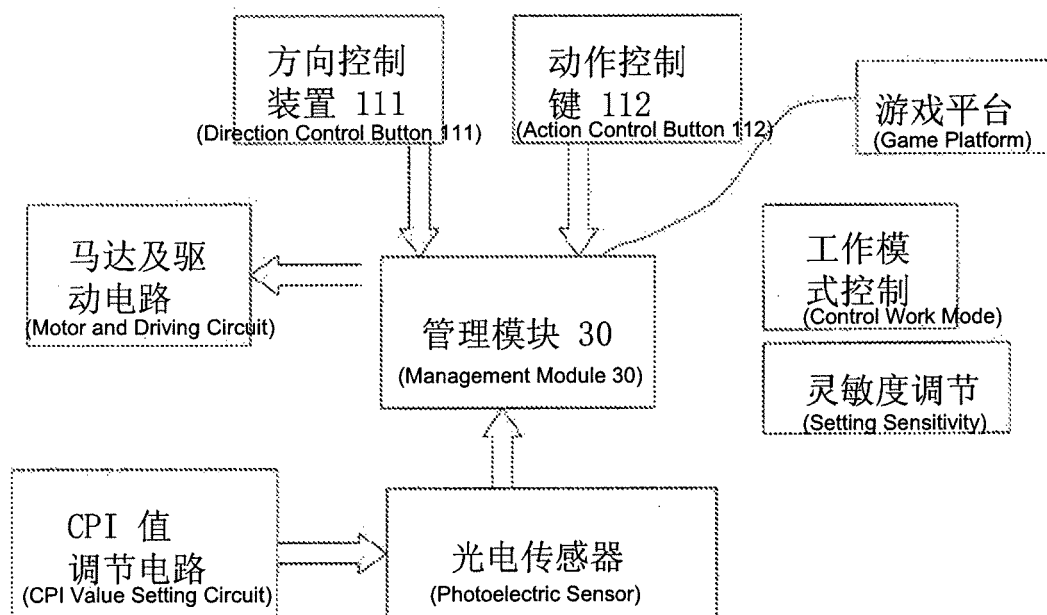 方向控制
装置 111
(Direction Control Button 111)
动作控制
键 112
(Action Control Button 112)
游戏平台
(Game Platform)
马达及驱
动电路
(Motor and Driving Circuit)
管理模块 30
(Management Module 30)
工作模
式控制
(Control Work Mode)
灵敏度调节
(Setting Sensitivity)
CPI 值
调节电路
(CPI Value Setting Circuit)
光电传感器
(Photoelectric Sensor)